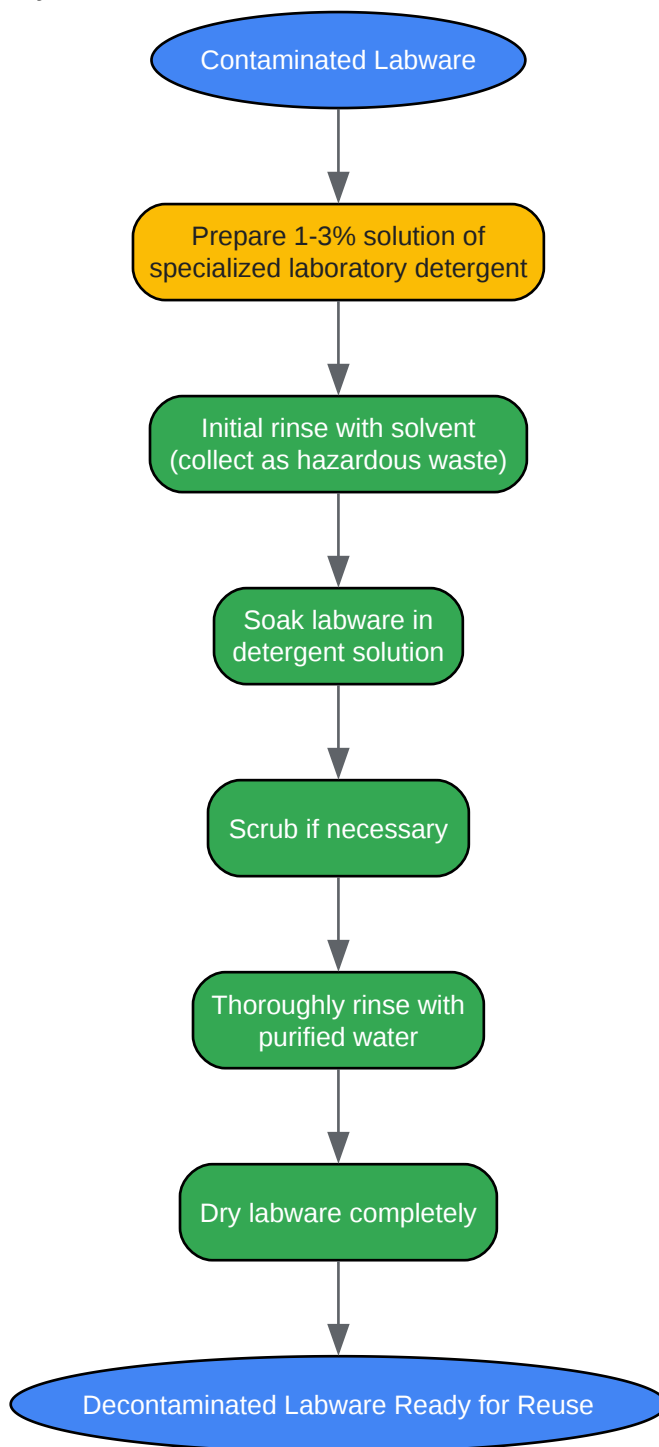 Contaminated Labware
Prepare 1-3% solution of
specialized laboratory detergent
Initial rinse with solvent
(collect as hazardous waste)
Soak labware in
detergent solution
Scrub if necessary
Thoroughly rinse with
purified water
Dry labware completely
Decontaminated Labware Ready for Reuse